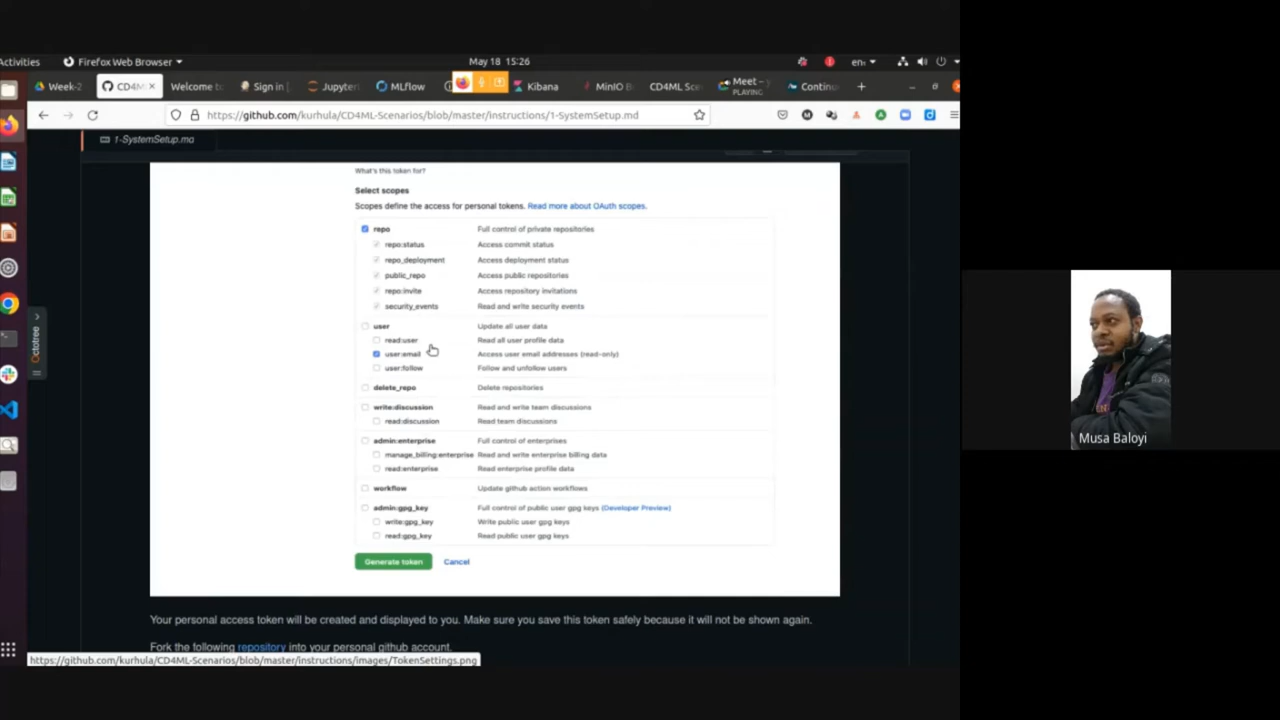 Activities
Firefox Web Browser
May 18 15:26
en₁
Week-2
CD4M
Welcome to
Sign in
Jupyter
MLflow
Kibana
MinIO B
CD4ML Sce
Meet –
PLAYING
Continu
https://github.com/kurhula/CD4ML-Scenarios/blob/master/instructions/1-SystemSetup.md
1-SystemSetup.md
What's this token for?
Select scopes
Scopes define the access for personal tokens. Read more about OAuth scopes.
repo Full control of private repositories
repo:status Access commit status
repo_deployment Access deployment status
public_repo Access public repositories
repo:invite Access repository invitations
security_events Read and write security events
user Update all user data
read:user Read all user profile data
user:email Access user email addresses (read-only)
user:follow Follow and unfollow users
delete_repo Delete repositories
write:discussion Read and write team discussions
read:discussion Read team discussions
admin:enterprise Full control of enterprises
manage_billing:enterprise Read and write enterprise billing data
read:enterprise Read enterprise profile data
workflow Update github action workflows
admin:gpg_key Full control of public user gpg keys (Developer Preview)
write:gpg_key Write public user gpg keys
read:gpg_key Read public user gpg keys
Generate token Cancel
Your personal access token will be created and displayed to you. Make sure you save this token safely because it will not be shown again.
Fork the following repository into your personal github account.
https://github.com/kurhula/CD4ML-Scenarios/blob/master/instructions/images/TokenSettings.png
Octotree
Musa Baloyi